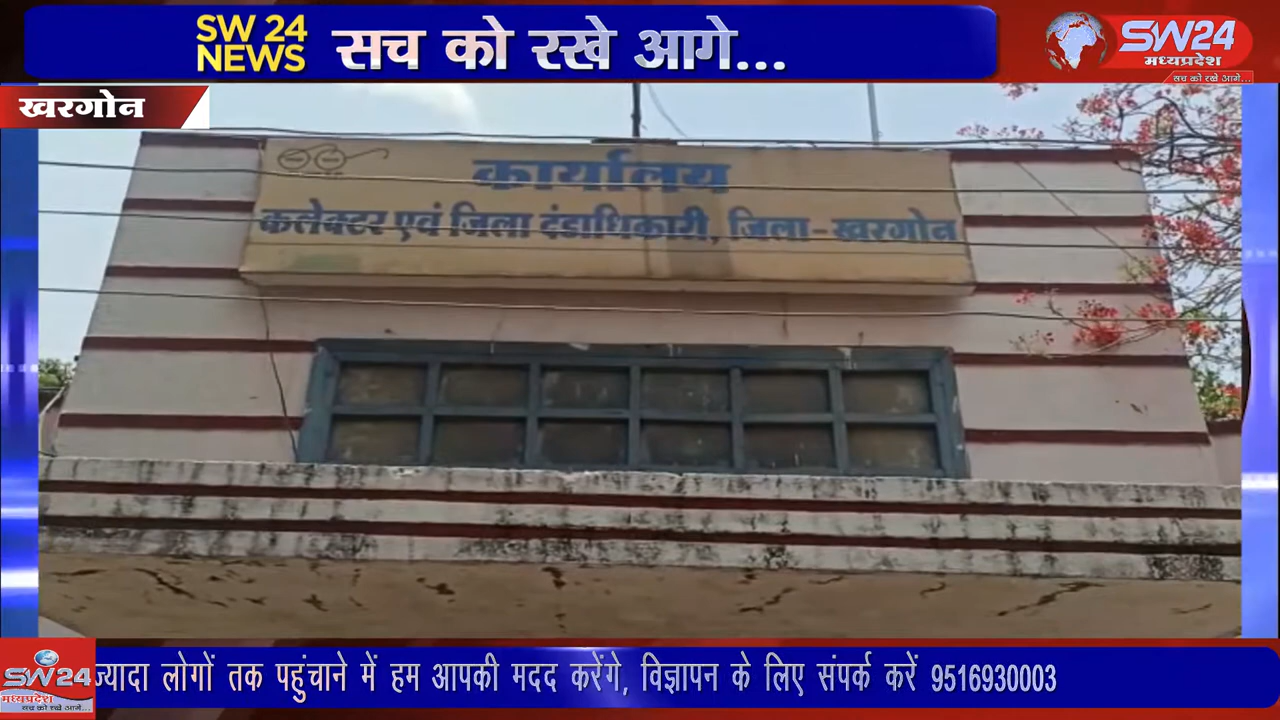 SW 24 NEWS सच को रखे आगे...
SW24
मध्यप्रदेश
सच को रखे आगे...
खरगोन
कार्यालय
कलेक्टर एवं जिला दंडाधिकारी, जिला - खरगोन
SW24
मध्यप्रदेश
सच को रखे आगे...
ज्यादा लोगों तक पहुंचाने में हम आपकी मदद करेंगे, विज्ञापन के लिए संपर्क करें 9516930003